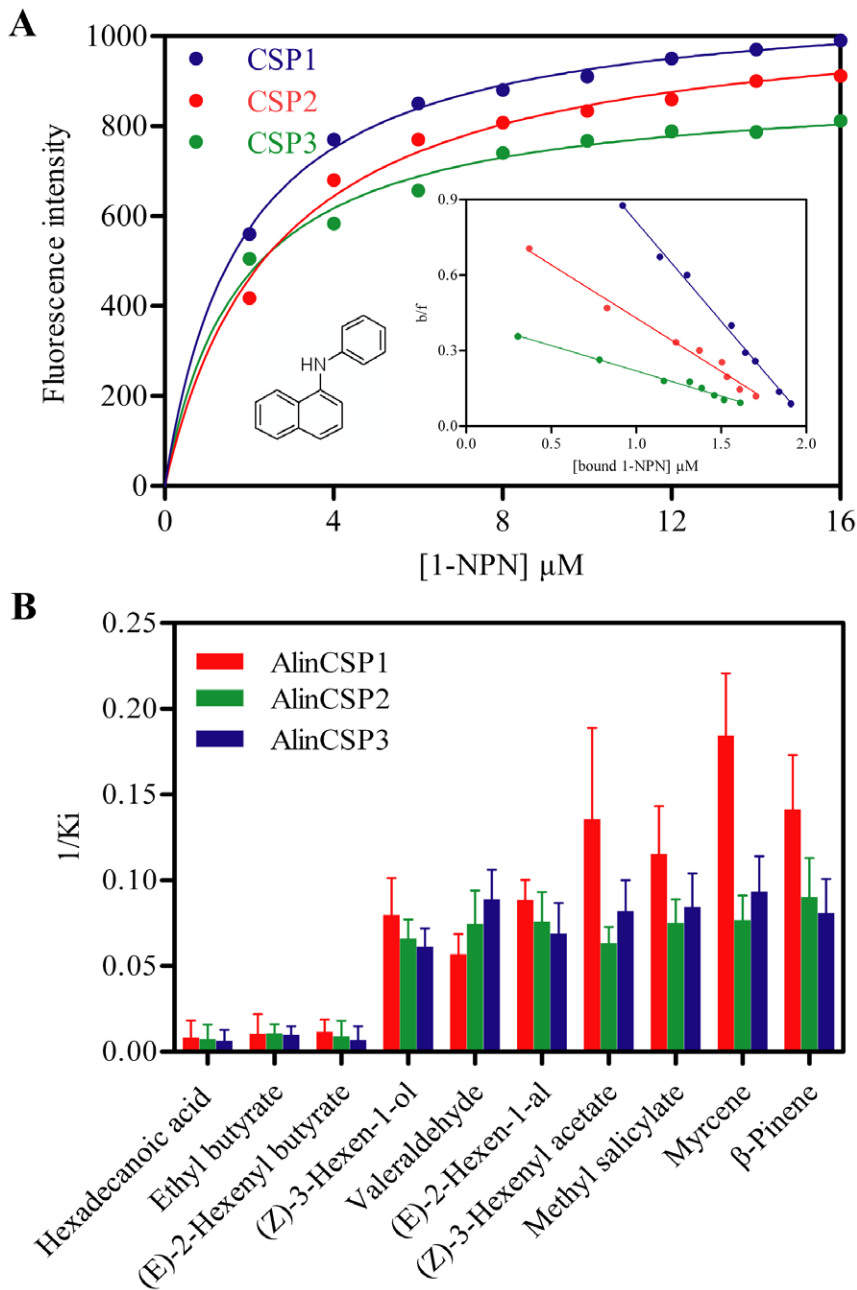 A
1000
800
600
400
200
0
Fluorescence intensity
CSP1
CSP2
CSP3
HN
0.9
0.6
0.3
0.0
b/f
0.0 0.5 1.0 1.5 2.0
[bound 1-NPN] µM
0 4 8 12 16
[1-NPN] µM
B
0.25
0.20
0.15
0.10
0.05
0.00
1/Ki
AlinCSP1
AlinCSP2
AlinCSP3
Hexadecanoic acid
Ethyl butyrate
(E)-2-Hexenyl butyrate
(Z)-3-Hexen-1-ol
Valeraldehyde
(E)-2-Hexen-1-al
(Z)-3-Hexenyl acetate
Methyl salicylate
Myrcene
β-Pinene